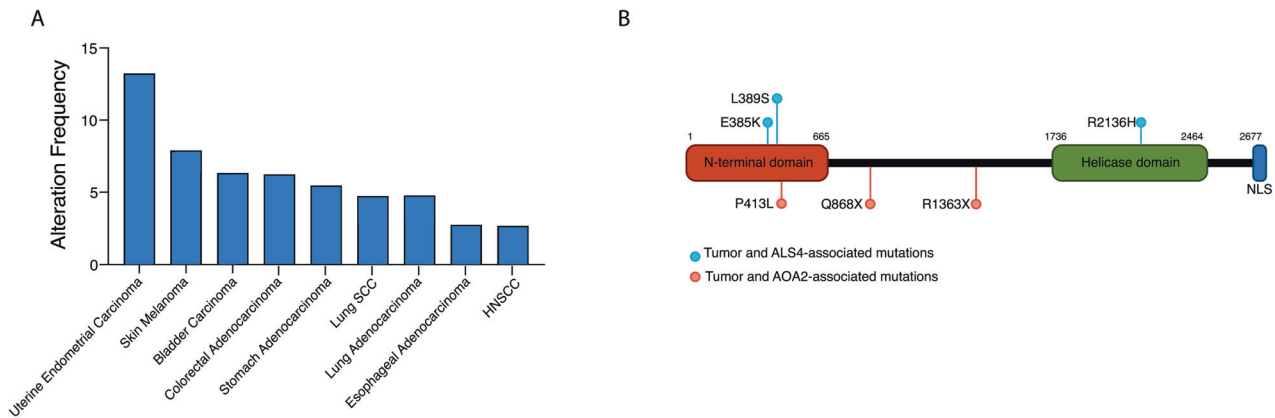 A
Alteration Frequency
15
10
5
0
Uterine Endometrial Carcinoma
Skin Melanoma
Bladder Carcinoma
Colorectal Adenocarcinoma
Stomach Adenocarcinoma
Lung SCC
Lung Adenocarcinoma
Esophageal Adenocarcinoma
HNSCC
B
L389S
E385K
R2136H
1
665
1736
2464
2677
N-terminal domain
Helicase domain
NLS
P413L
Q868X
R1363X
Tumor and ALS4-associated mutations
Tumor and AOA2-associated mutations